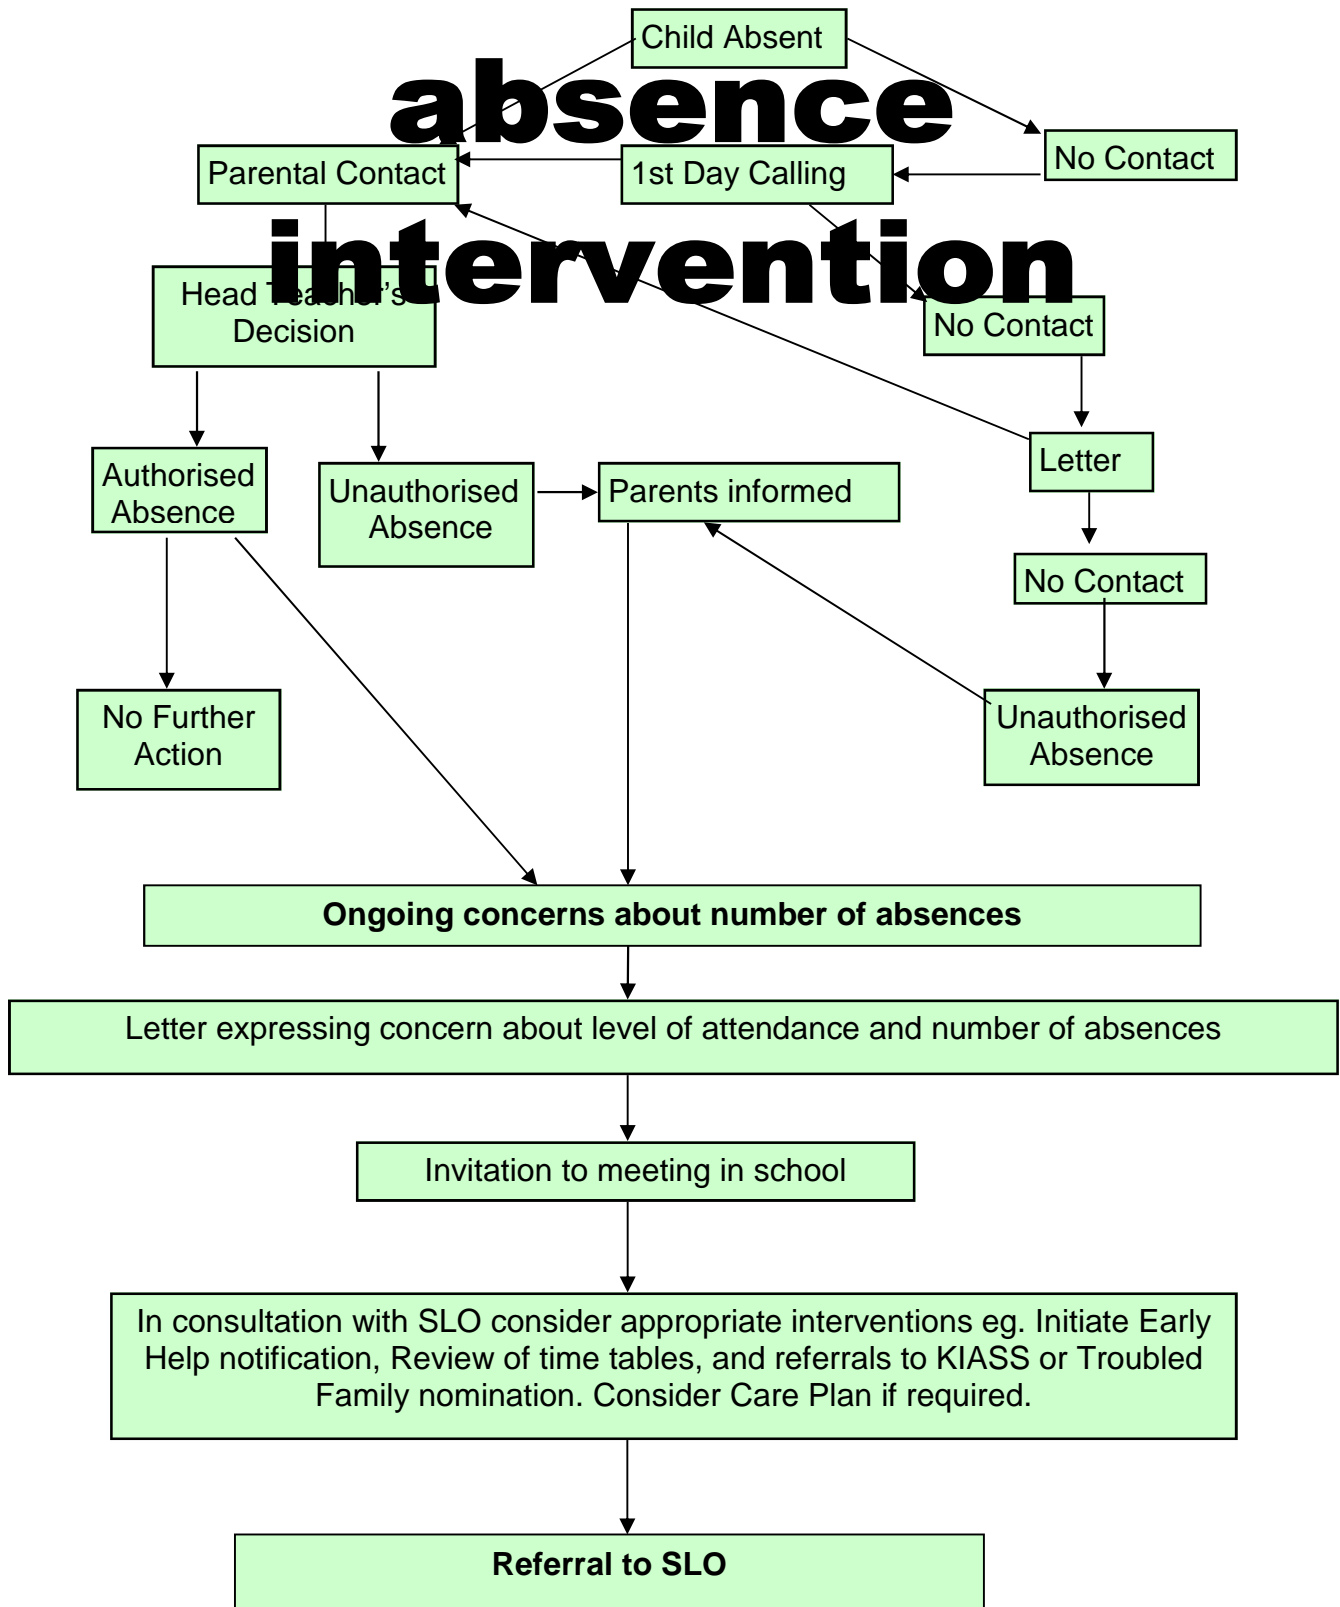 Child Absent
absence
No Contact
Parental Contact
1st Day Calling
intervention
Head Teacher's
Decision
No Contact
Letter
Authorised
Absence
Unauthorised
Absence
Parents informed
No Contact
No Further
Action
Unauthorised
Absence
Ongoing concerns about number of absences
Letter expressing concern about level of attendance and number of absences
Invitation to meeting in school
In consultation with SLO consider appropriate interventions eg. Initiate Early
Help notification, Review of time tables, and referrals to KIASS or Troubled
Family nomination. Consider Care Plan if required.
Referral to SLO